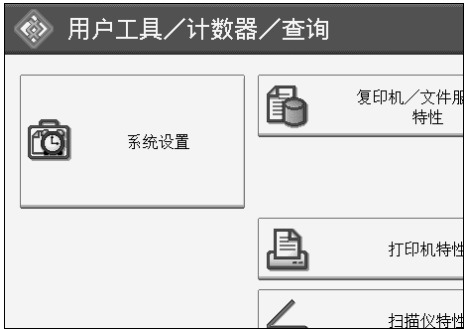 用户工具／计数器／查询
系统设置
复印机／文件服
特性
打印机特性
扫描仪特性